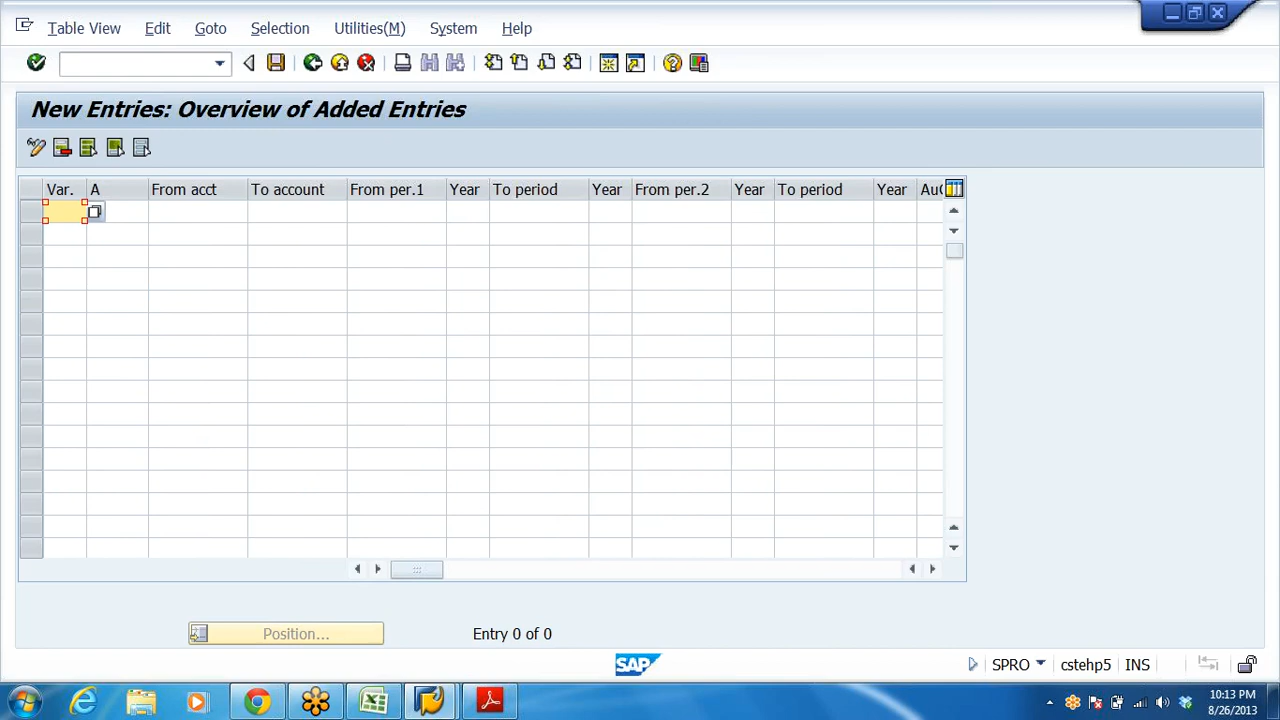 Table View Edit Goto Selection Utilities(M) System Help
New Entries: Overview of Added Entries
Var. A From acct To account From per.1 Year To period Year From per.2 Year To period Year AuG
Position... Entry 0 of 0
SAP SPRO cstehp5 INS
10:13 PM
8/26/2013